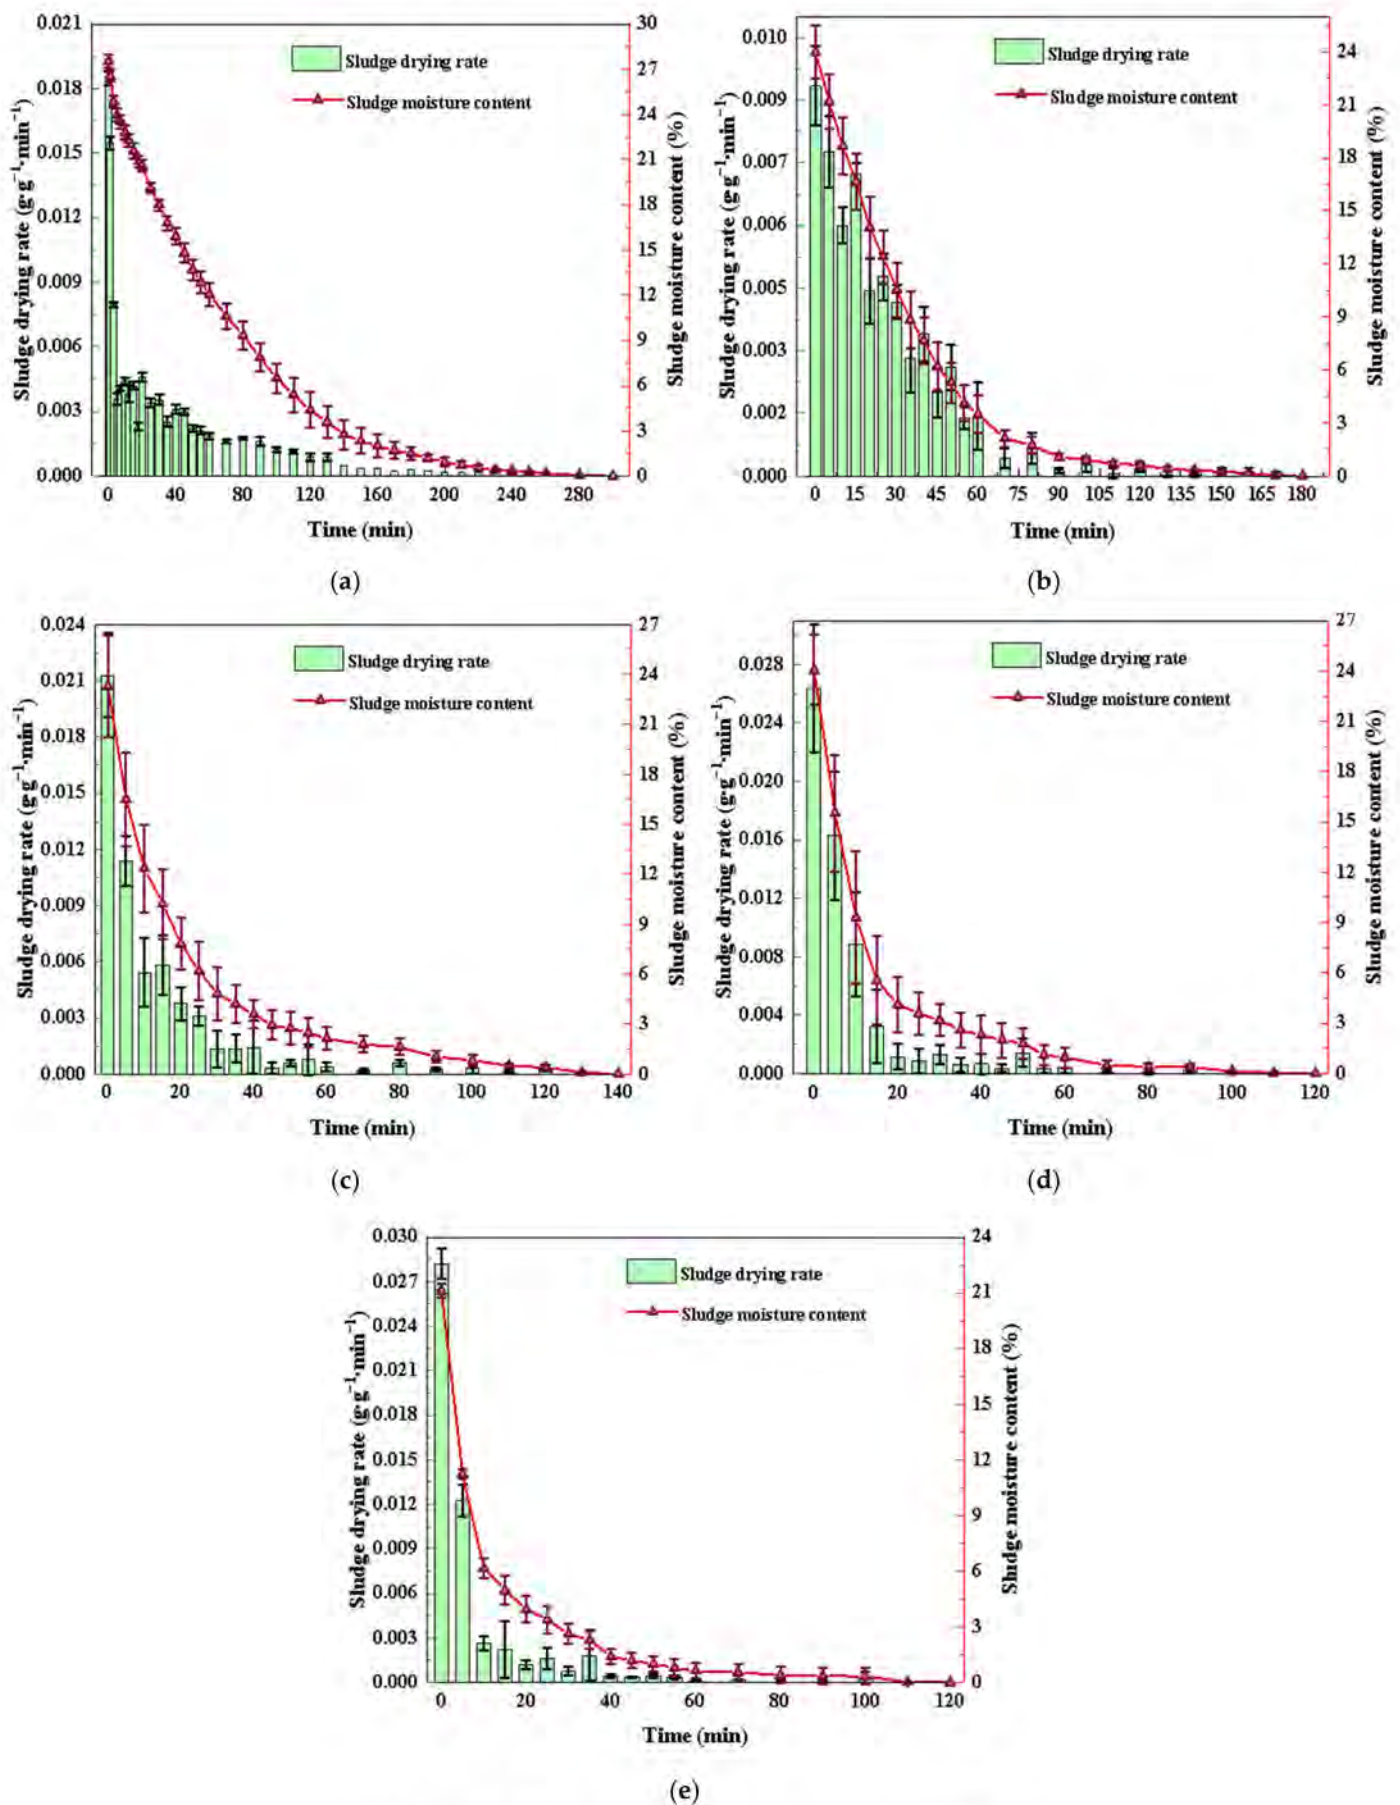 Sludge drying rate
Sludge moisture content
0.021
0.018
0.015
0.012
0.009
0.006
0.003
0.000
30
27
24
21
18
15
12
9
6
3
0
0 40 80 120 160 200 240 280
Sludge drying rate (g·g⁻¹·min⁻¹)
Sludge moisture content (%)
Time (min)
(a)
Sludge drying rate
Sludge moisture content
0.010
0.009
0.007
0.006
0.005
0.003
0.002
0.000
24
21
18
15
12
9
6
3
0
0 15 30 45 60 75 90 105 120 135 150 165 180
Sludge drying rate (g·g⁻¹·min⁻¹)
Sludge moisture content (%)
Time (min)
(b)
Sludge drying rate
Sludge moisture content
0.024
0.021
0.018
0.015
0.012
0.009
0.006
0.003
0.000
27
24
21
18
15
12
9
6
3
0
0 20 40 60 80 100 120 140
Sludge drying rate (g·g⁻¹·min⁻¹)
Sludge moisture content (%)
Time (min)
(c)
Sludge drying rate
Sludge moisture content
0.028
0.024
0.020
0.016
0.012
0.008
0.004
0.000
27
24
21
18
15
12
9
6
3
0
0 20 40 60 80 100 120
Sludge drying rate (g·g⁻¹·min⁻¹)
Sludge moisture content (%)
Time (min)
(d)
Sludge drying rate
Sludge moisture content
0.030
0.027
0.024
0.021
0.018
0.015
0.012
0.009
0.006
0.003
0.000
24
21
18
15
12
9
6
3
0
0 20 40 60 80 100 120
Sludge drying rate (g·g⁻¹·min⁻¹)
Sludge moisture content (%)
Time (min)
(e)